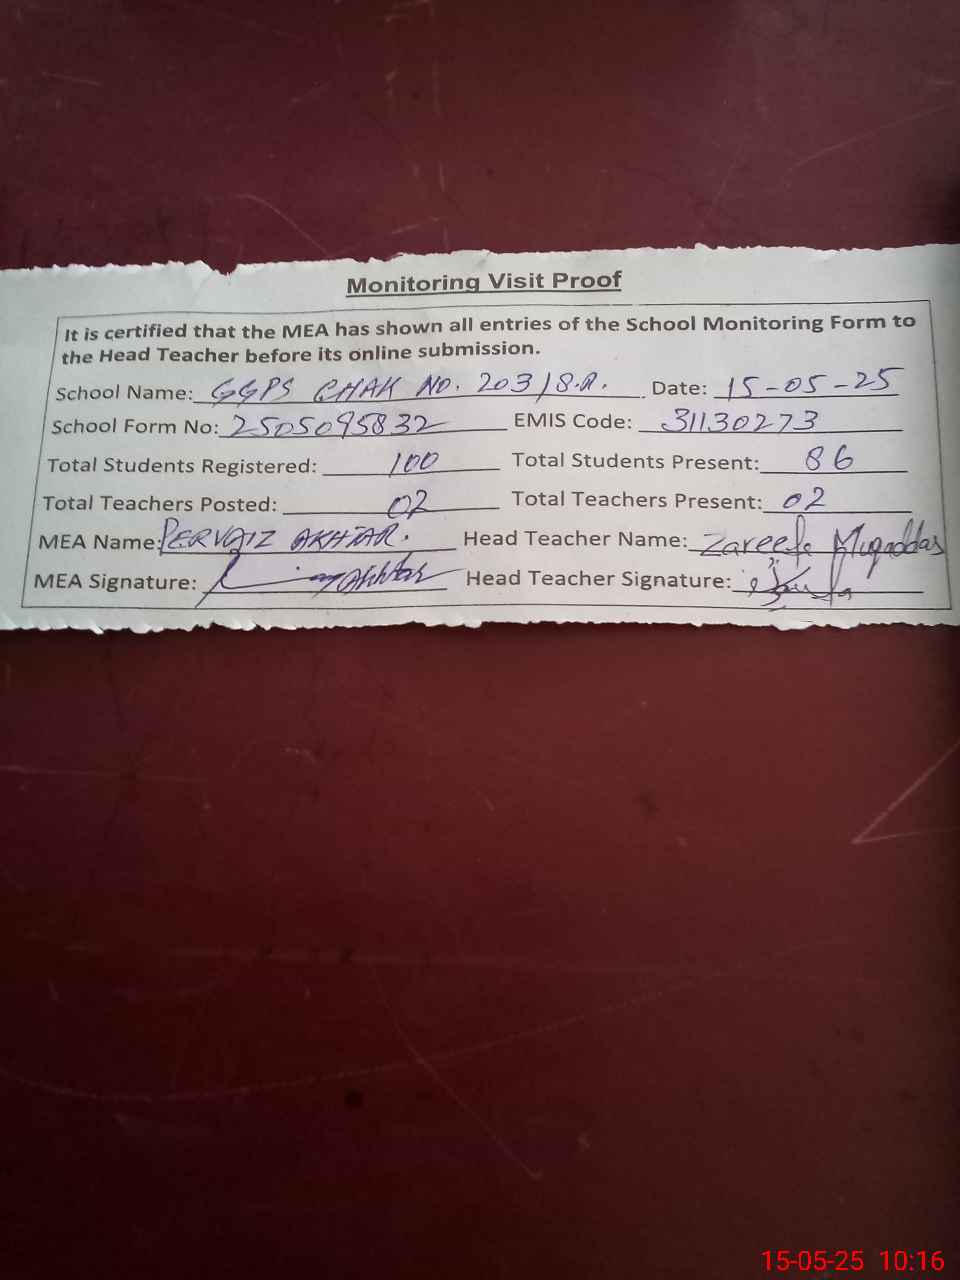 Monitoring Visit Proof
It is certified that the MEA has shown all entries of the School Monitoring Form to
the Head Teacher before its online submission.
School Name: GGPS CHAK NO. 203/8.R. Date: 15-05-25
School Form No: 2505095832 EMIS Code: 31130273
Total Students Registered: 100 Total Students Present: 86
Total Teachers Posted: 02 Total Teachers Present: 02
MEA Name: PERVAIZ AKHTAR. Head Teacher Name: Zareefa Muqaddas
MEA Signature: Akhtar Head Teacher Signature:
15-05-25 10:16